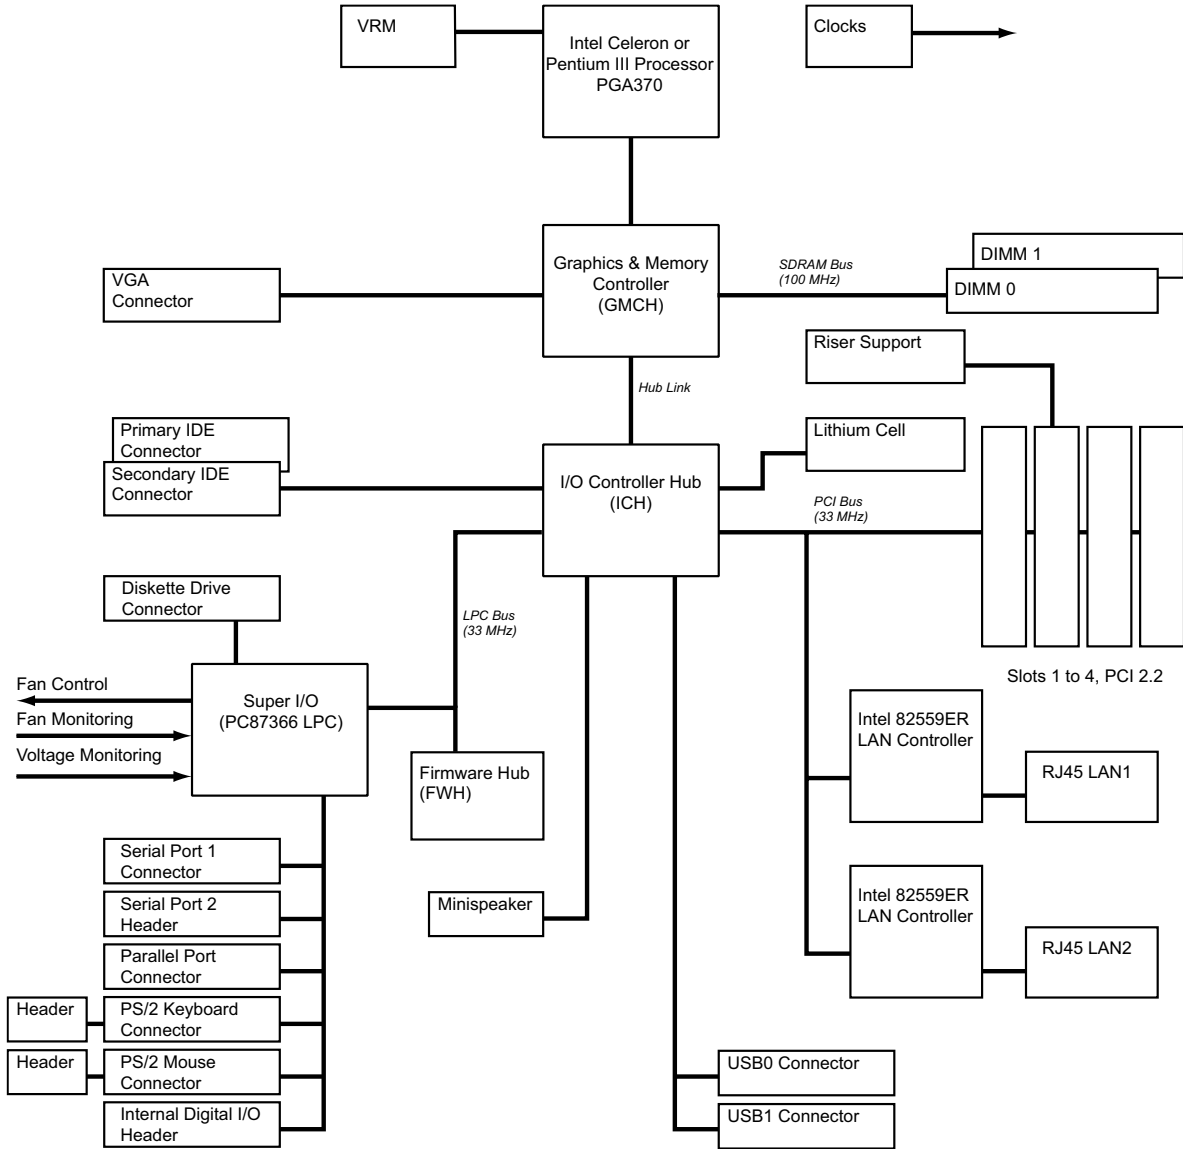 VRM
Intel Celeron or
Pentium III Processor
PGA370
Clocks
Graphics & Memory
Controller
(GMCH)
SDRAM Bus
(100 MHz)
DIMM 1
DIMM 0
VGA
Connector
Riser Support
Hub Link
Primary IDE
Connector
Secondary IDE
Connector
I/O Controller Hub
(ICH)
Lithium Cell
PCI Bus
(33 MHz)
Diskette Drive
Connector
LPC Bus
(33 MHz)
Slots 1 to 4, PCI 2.2
Fan Control
Fan Monitoring
Voltage Monitoring
Super I/O
(PC87366 LPC)
Firmware Hub
(FWH)
Intel 82559ER
LAN Controller
RJ45 LAN1
Serial Port 1
Connector
Serial Port 2
Header
Minispeaker
Intel 82559ER
LAN Controller
RJ45 LAN2
Parallel Port
Connector
Header
PS/2 Keyboard
Connector
Header
PS/2 Mouse
Connector
Internal Digital I/O
Header
USB0 Connector
USB1 Connector